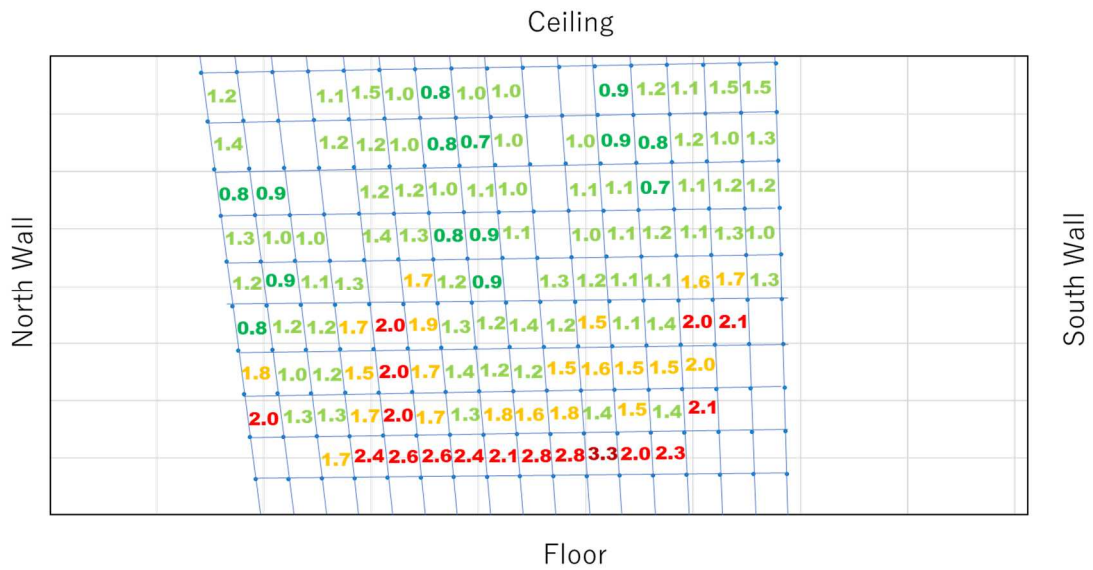 Ceiling
1.2 1.1 1.5 1.0 0.8 1.0 1.0 0.9 1.2 1.1 1.5 1.5
1.4 1.2 1.2 1.0 0.8 0.7 1.0 1.0 0.9 0.8 1.2 1.0 1.3
0.8 0.9 1.2 1.2 1.0 1.1 1.0 1.1 1.1 0.7 1.1 1.2 1.2
1.3 1.0 1.0 1.4 1.3 0.8 0.9 1.1 1.0 1.1 1.2 1.1 1.3 1.0
1.2 0.9 1.1 1.3 1.7 1.2 0.9 1.3 1.2 1.1 1.1 1.6 1.7 1.3
0.8 1.2 1.2 1.7 2.0 1.9 1.3 1.2 1.4 1.2 1.5 1.1 1.4 2.0 2.1
1.8 1.0 1.2 1.5 2.0 1.7 1.4 1.2 1.2 1.5 1.6 1.5 1.5 2.0
2.0 1.3 1.3 1.7 2.0 1.7 1.3 1.8 1.6 1.8 1.4 1.5 1.4 2.1
1.7 2.4 2.6 2.6 2.4 2.1 2.8 2.8 3.3 2.0 2.3
North Wall
South Wall
Floor